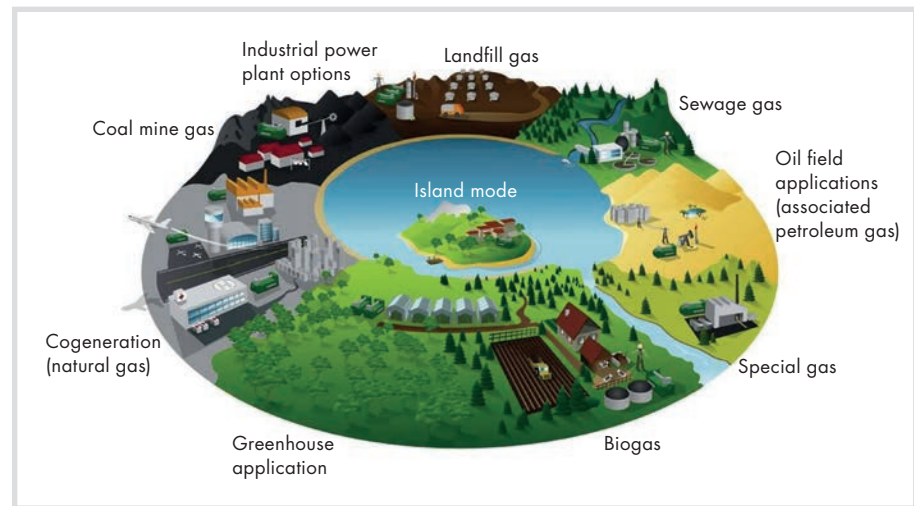 Industrial power
plant options
Landfill gas
Sewage gas
Coal mine gas
Oil field
applications
(associated
petroleum gas)
Island mode
Cogeneration
(natural gas)
Special gas
Greenhouse
application
Biogas